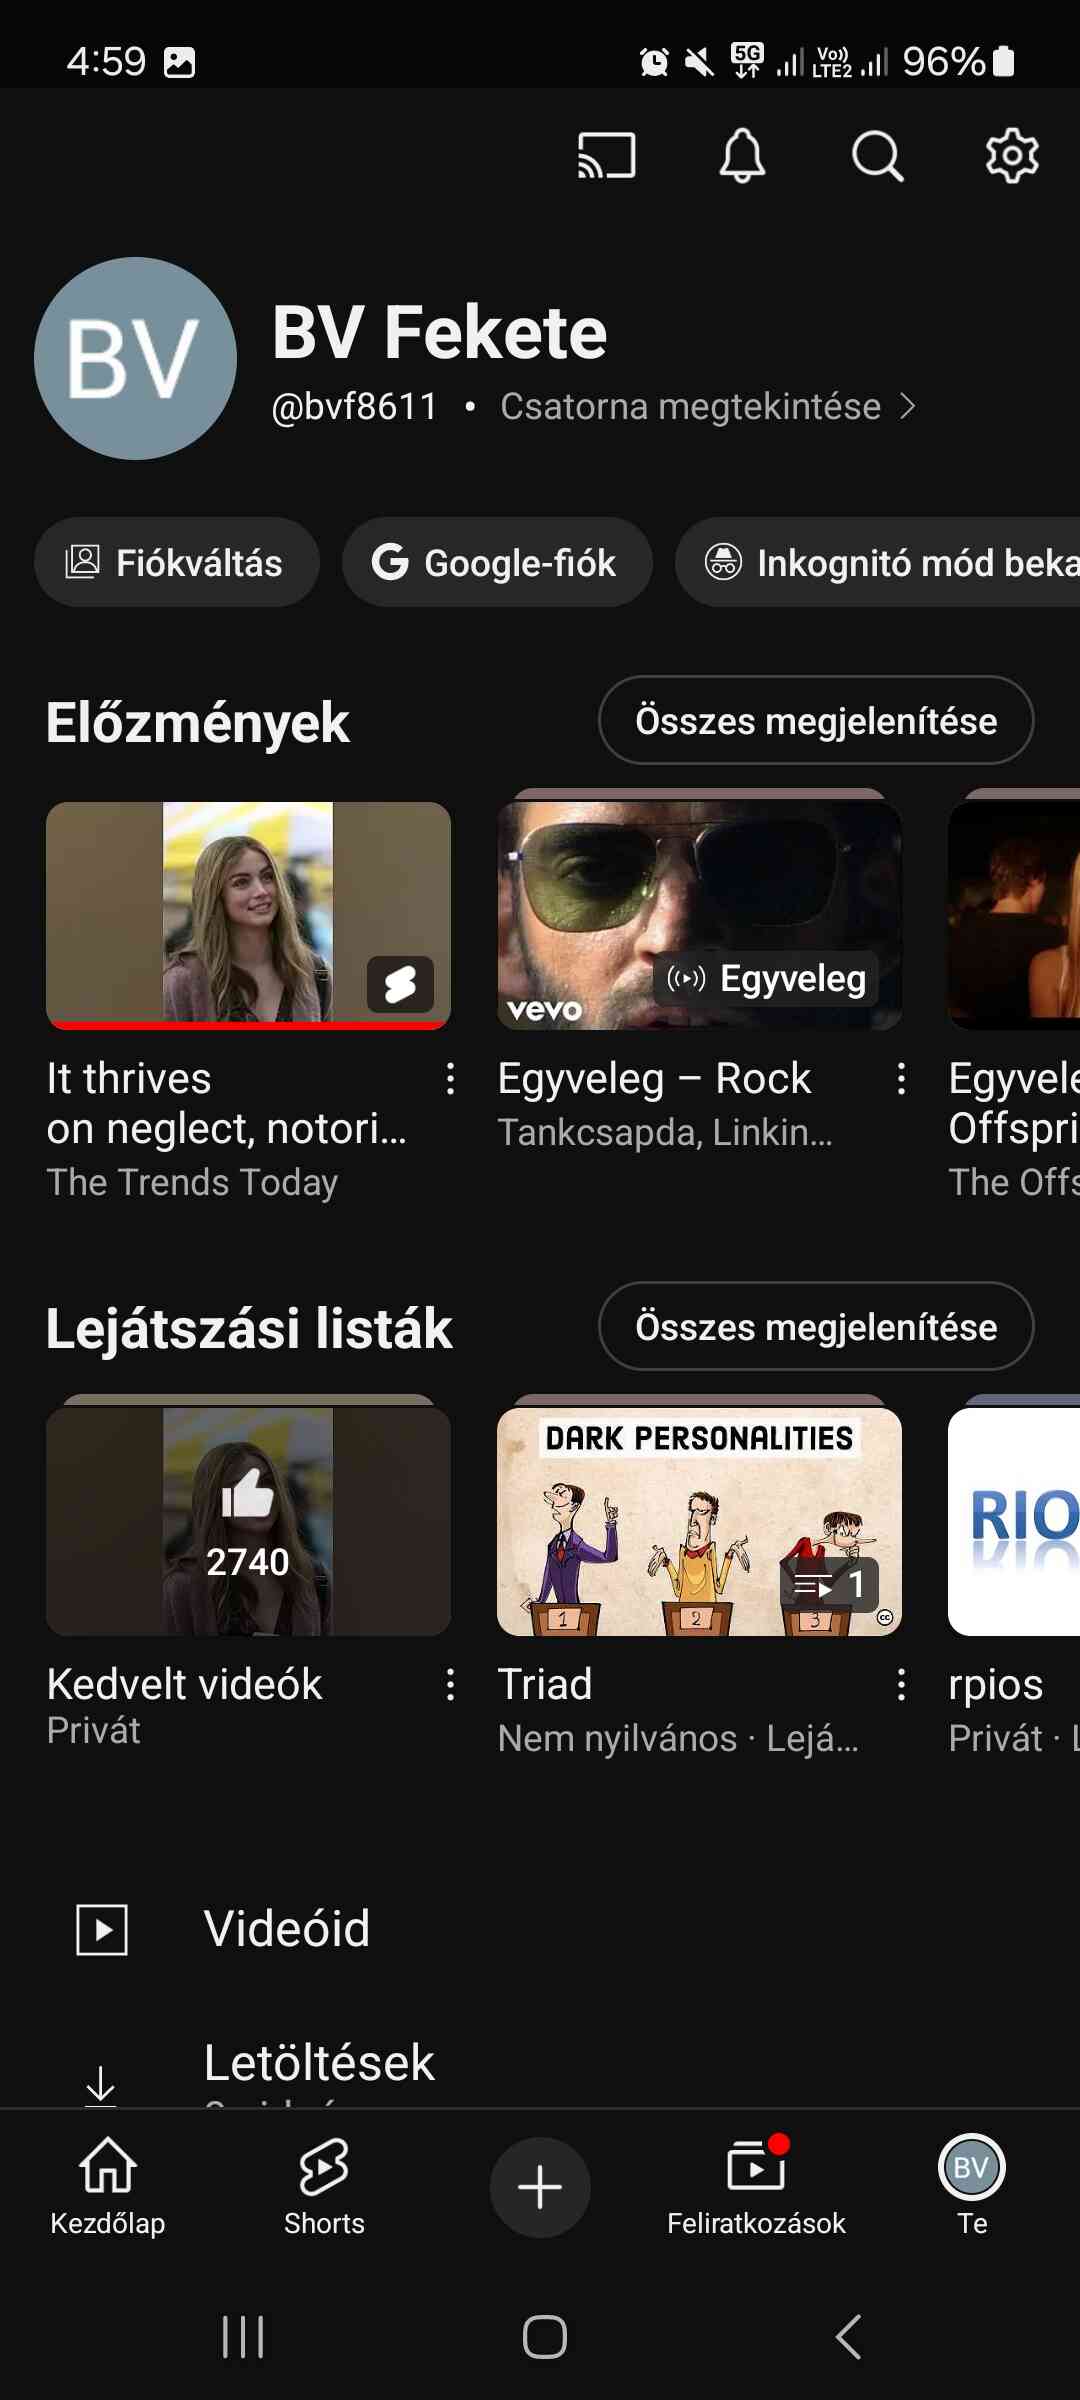 4:59
5G
Vo))
LTE2
96%
BV
BV Fekete
@bvf8611 • Csatorna megtekintése
Fiókváltás
Google-fiók
Inkognitó mód beka
Előzmények
Összes megjelenítése
vevo
Egyveleg
It thrives
on neglect, notori...
The Trends Today
Egyveleg – Rock
Tankcsapda, Linkin...
Egyvele
Offspri
The Offs
Lejátszási listák
Összes megjelenítése
2740
DARK PERSONALITIES
1
2
3
1
cc
RIO
Kedvelt videók
Privát
Triad
Nem nyilvános · Lejá...
rpios
Privát · L
Videóid
Letöltések
Kezdőlap
Shorts
Feliratkozások
BV
Te